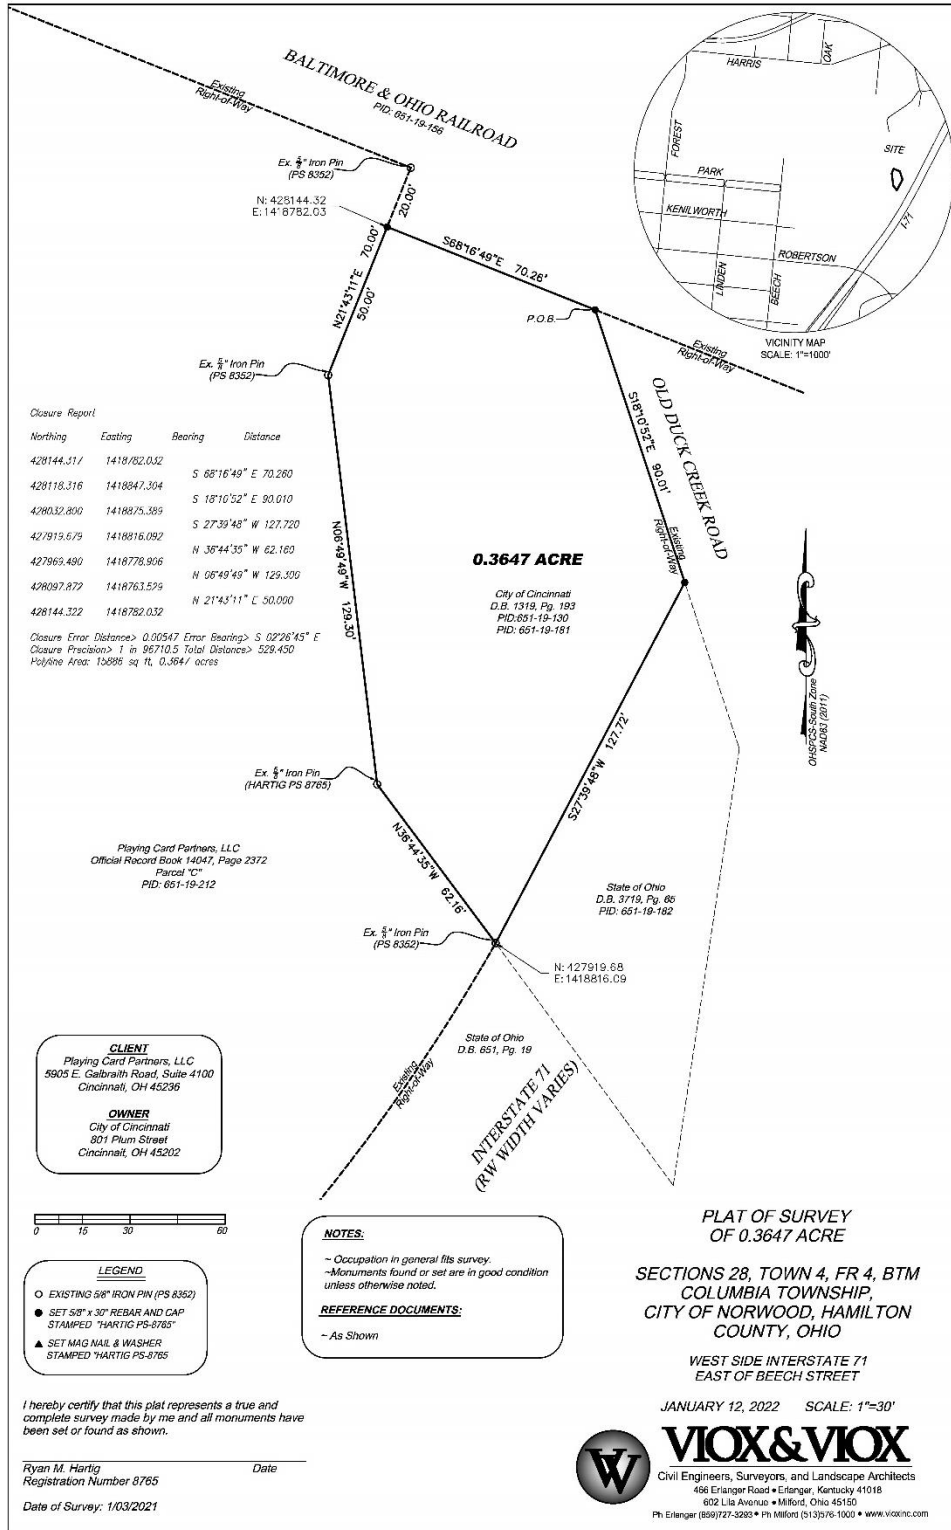 BALTIMORE & OHIO RAILROAD
PID: 651-19-156
Existing
Right-of-Way
Ex. 5/8" Iron Pin
(PS 8352)
N: 428144.32
E: 1418782.03
20.00'
N21°43'11"E 70.00'
50.00'
S68°16'49"E 70.26'
P.O.B.
Existing
Right-of-Way
HARRIS
OAK
FOREST
SITE
PARK
KENILWORTH
I-71
ROBERTSON
LINDEN
BEECH
VICINITY MAP
SCALE: 1"=1000'
Ex. 5/8" Iron Pin
(PS 8352)
OLD DUCK CREEK ROAD
S18°10'52"E 90.01'
Existing
Right-of-Way
Closure Report
Northing Easting Bearing Distance
428144.317 1418782.032
S 68°16'49" E 70.260
428118.316 1418847.304
S 18°10'52" E 90.010
428032.800 1418875.389
S 27°39'48" W 127.720
427919.679 1418816.092
N 36°44'35" W 62.160
427969.490 1418778.906
N 06°49'49" W 129.300
428097.872 1418763.529
N 21°43'11" E 50.000
428144.322 1418782.032
Closure Error Distance> 0.00547 Error Bearing> S 02°26'45" E
Closure Precision> 1 in 96710.5 Total Distance> 529.450
Polyline Area: 15886 sq ft, 0.3647 acres
N06°49'49"W 129.30'
0.3647 ACRE
City of Cincinnati
D.B. 1319, Pg. 193
PID:651-19-130
PID: 651-19-181
OHSPCS-South Zone
NAD83 (2011)
S27°39'48"W 127.72'
Ex. 5/8" Iron Pin
(HARTIG PS 8765)
N36°44'35"W 62.16'
Playing Card Partners, LLC
Official Record Book 14047, Page 2372
Parcel "C"
PID: 651-19-212
State of Ohio
D.B. 3719, Pg. 65
PID: 651-19-182
Ex. 5/8" Iron Pin
(PS 8352)
N: 427919.68
E: 1418816.09
State of Ohio
D.B. 651, Pg. 19
Existing
Right-of-Way
INTERSTATE 71
(RW WIDTH VARIES)
CLIENT
Playing Card Partners, LLC
5905 E. Galbraith Road, Suite 4100
Cincinnati, OH 45236
OWNER
City of Cincinnati
801 Plum Street
Cincinnait, OH 45202
0 15 30 60
LEGEND
EXISTING 5/8" IRON PIN (PS 8352)
SET 5/8" x 30" REBAR AND CAP
STAMPED "HARTIG PS-8765"
SET MAG NAIL & WASHER
STAMPED "HARTIG PS-8765
NOTES:
~ Occupation in general fits survey.
~Monuments found or set are in good condition
unless otherwise noted.
REFERENCE DOCUMENTS:
~ As Shown
PLAT OF SURVEY
OF 0.3647 ACRE
SECTIONS 28, TOWN 4, FR 4, BTM
COLUMBIA TOWNSHIP,
CITY OF NORWOOD, HAMILTON
COUNTY, OHIO
WEST SIDE INTERSTATE 71
EAST OF BEECH STREET
JANUARY 12, 2022 SCALE: 1"=30'
I hereby certify that this plat represents a true and
complete survey made by me and all monuments have
been set or found as shown.
Ryan M. Hartig Date
Registration Number 8765
Date of Survey: 1/03/2021
VV
VIOX&VIOX
Civil Engineers, Surveyors, and Landscape Architects
466 Erlanger Road • Erlanger, Kentucky 41018
602 Lila Avenue • Milford, Ohio 45150
Ph Erlanger (859)727-3293 • Ph Milford (513)576-1000 • www.vioxinc.com